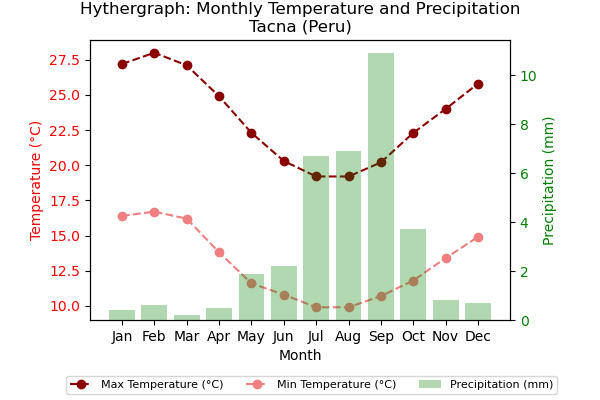 Hythergraph: Monthly Temperature and Precipitation
Tacna (Peru)
Temperature (°C)
27.5
25.0
22.5
20.0
17.5
15.0
12.5
10.0
Precipitation (mm)
10
8
6
4
2
0
Jan Feb Mar Apr May Jun Jul Aug Sep Oct Nov Dec
Month
Max Temperature (°C) Min Temperature (°C) Precipitation (mm)